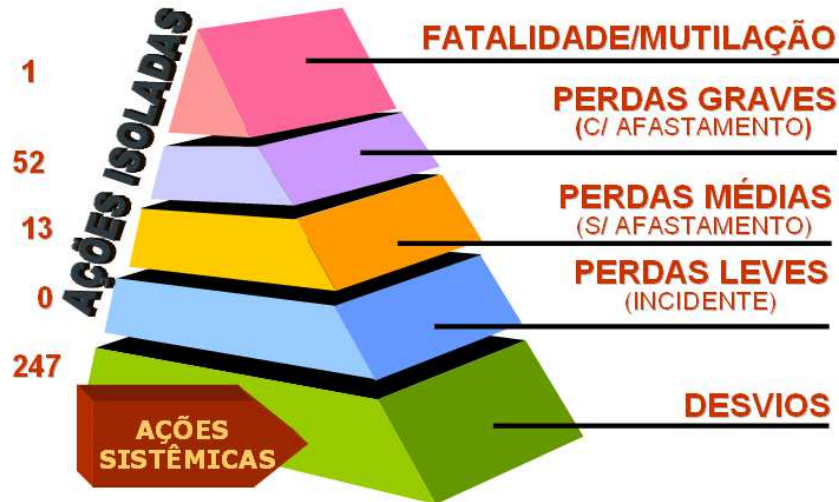 AÇÕES ISOLADAS
1
FATALIDADE/MUTILAÇÃO
52
PERDAS GRAVES
(C/ AFASTAMENTO)
13
PERDAS MÉDIAS
(S/ AFASTAMENTO)
0
PERDAS LEVES
(INCIDENTE)
247
DESVIOS
AÇÕES
SISTÊMICAS